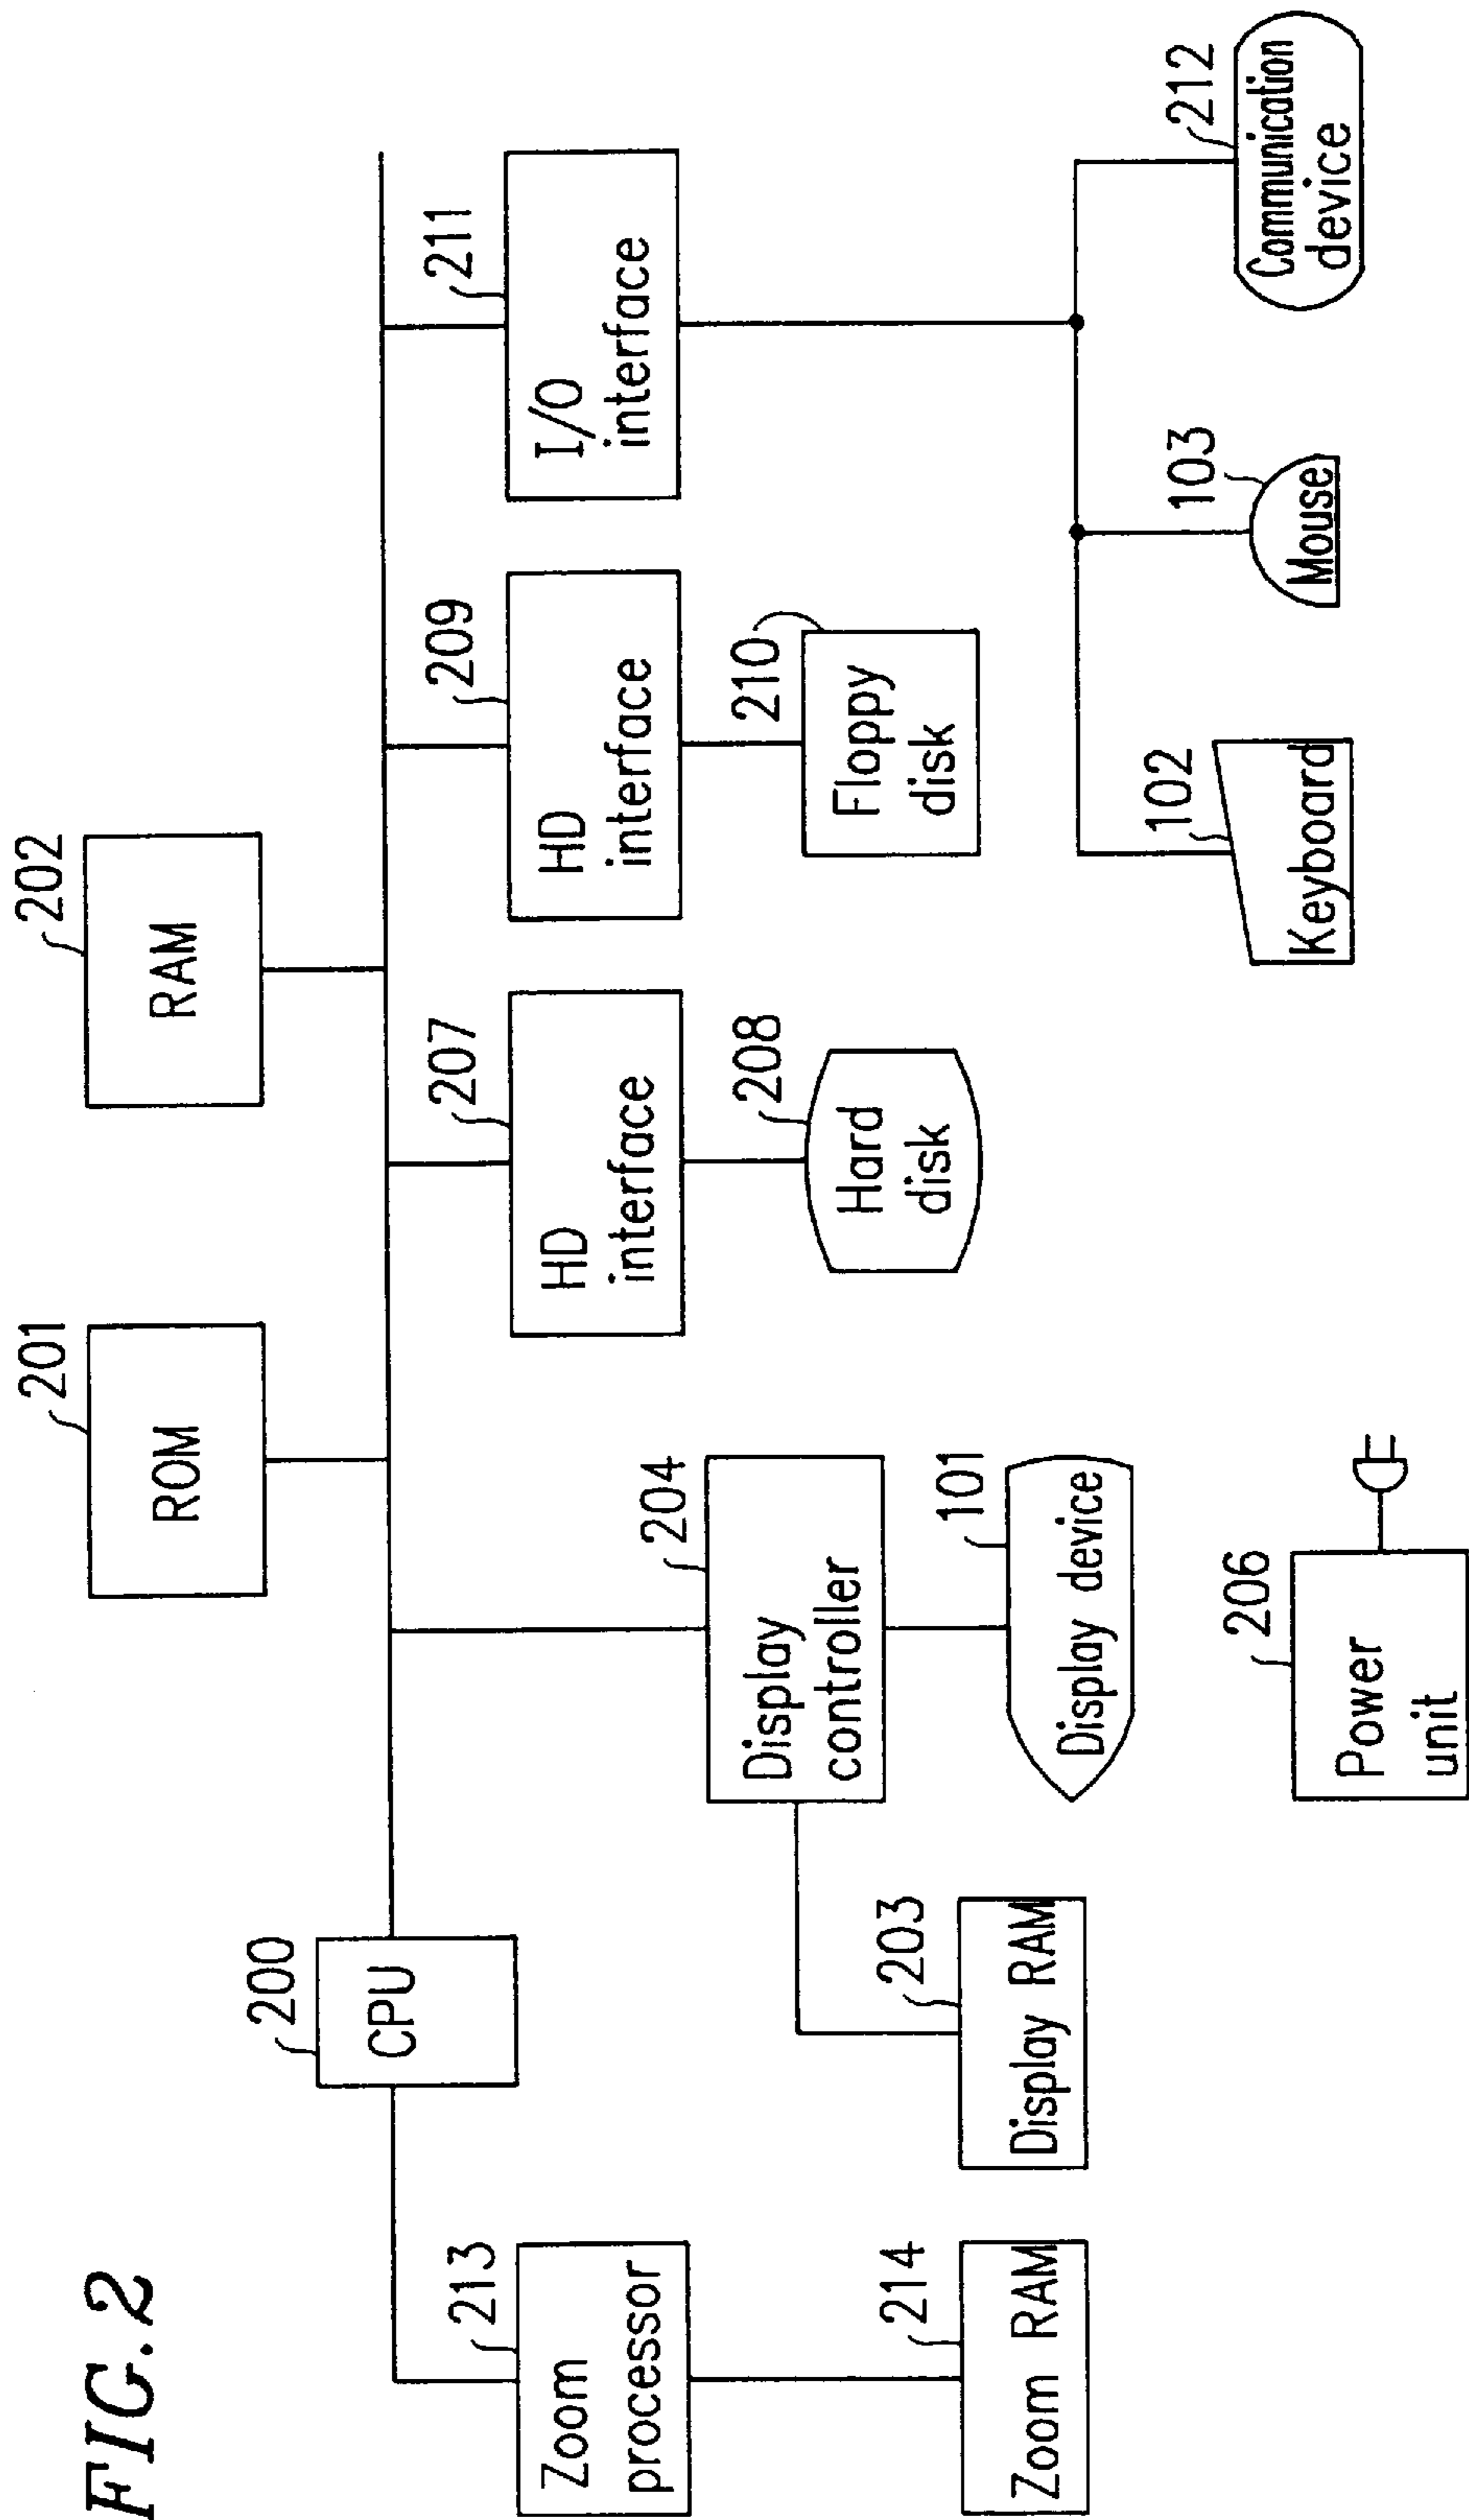 FIG.2
201
ROM
202
RAM
200
CPU
213
Zoom
processor
214
Zoom RAM
203
Display RAM
204
Display
controller
101
Display device
206
Power
unit
207
HD
interface
208
Hard
disk
209
HD
interface
210
Floppy
disk
211
I/O
interface
102
Keyboard
103
Mouse
212
Communication
device